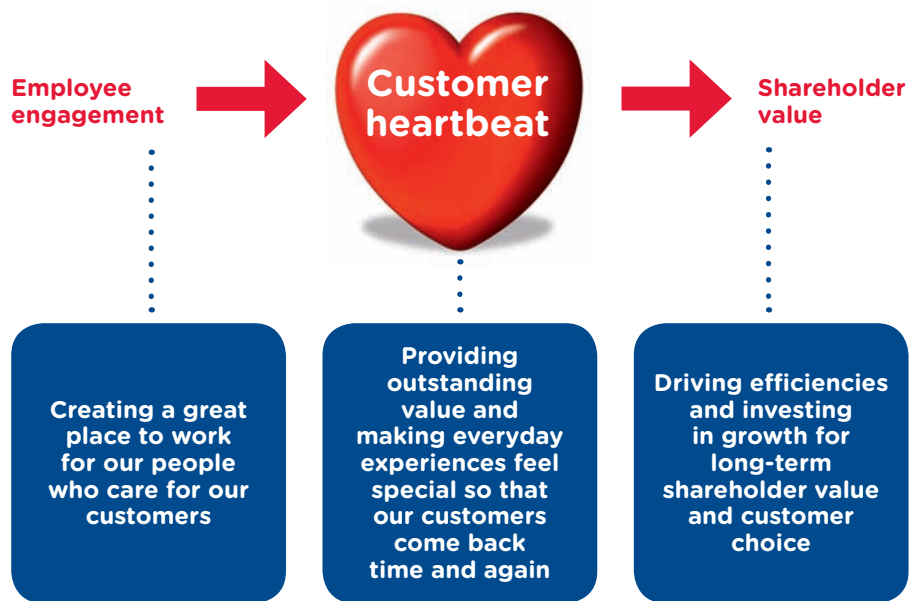 Employee
engagement
Customer
heartbeat
Shareholder
value
Creating a great
place to work
for our people
who care for our
customers
Providing
outstanding
value and
making everyday
experiences feel
special so that
our customers
come back
time and again
Driving efficiencies
and investing
in growth for
long-term
shareholder value
and customer
choice